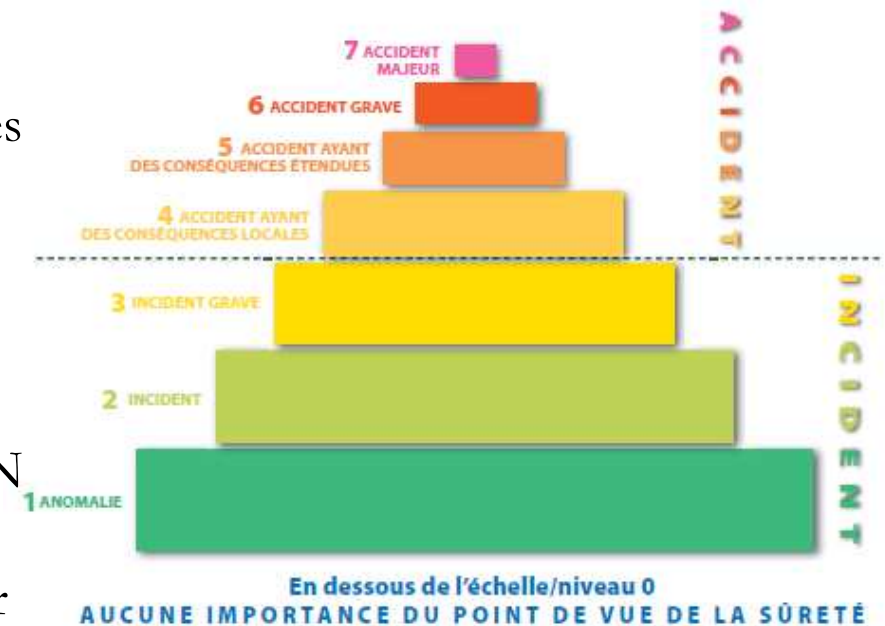 7 ACCIDENT
MAJEUR
es
6 ACCIDENT GRAVE
5 ACCIDENT AYANT
DES CONSÉQUENCES ÉTENDUES
4 ACCIDENT AYANT
DES CONSÉQUENCES LOCALES
ACCIDENT
3 INCIDENT GRAVE
2 INCIDENT
N
1 ANOMALIE
INCIDENT
r
En dessous de l'échelle/niveau 0
AUCUNE IMPORTANCE DU POINT DE VUE DE LA SÛRETÉ